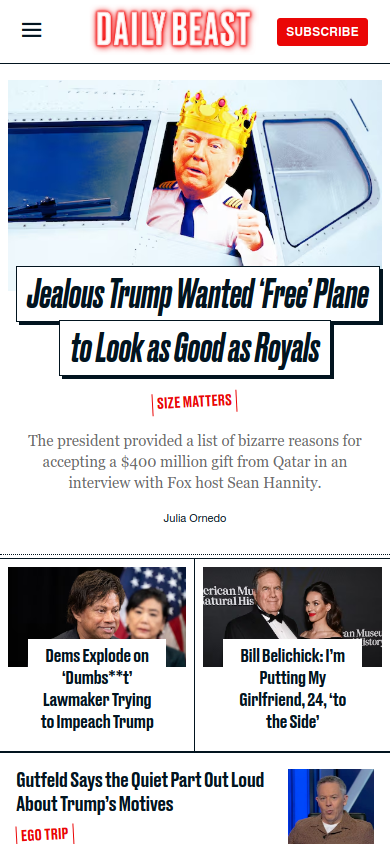 DAILY BEAST
SUBSCRIBE
Jealous Trump Wanted ‘Free’ Plane
to Look as Good as Royals
SIZE MATTERS
The president provided a list of bizarre reasons for
accepting a $400 million gift from Qatar in an
interview with Fox host Sean Hannity.
Julia Ornedo
Dems Explode on
‘Dumbs**t’
Lawmaker Trying
to Impeach Trump
erican Mu
atural His
an Museu
History
Bill Belichick: I’m
Putting My
Girlfriend, 24, ‘to
the Side’
Gutfeld Says the Quiet Part Out Loud
About Trump’s Motives
EGO TRIP